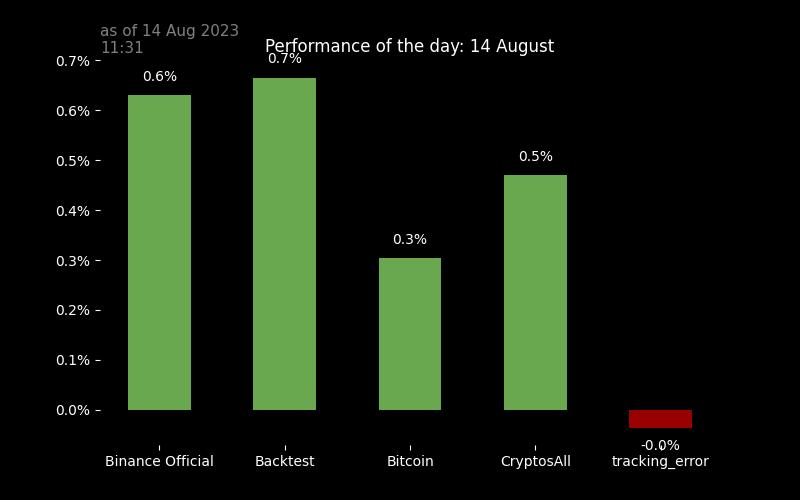 as of 14 Aug 2023
11:31
Performance of the day: 14 August
0.7%
0.6%
0.5%
0.4%
0.3%
0.2%
0.1%
0.0%
0.6%
0.7%
0.3%
0.5%
-0.0%
Binance Official
Backtest
Bitcoin
CryptosAll
tracking_error